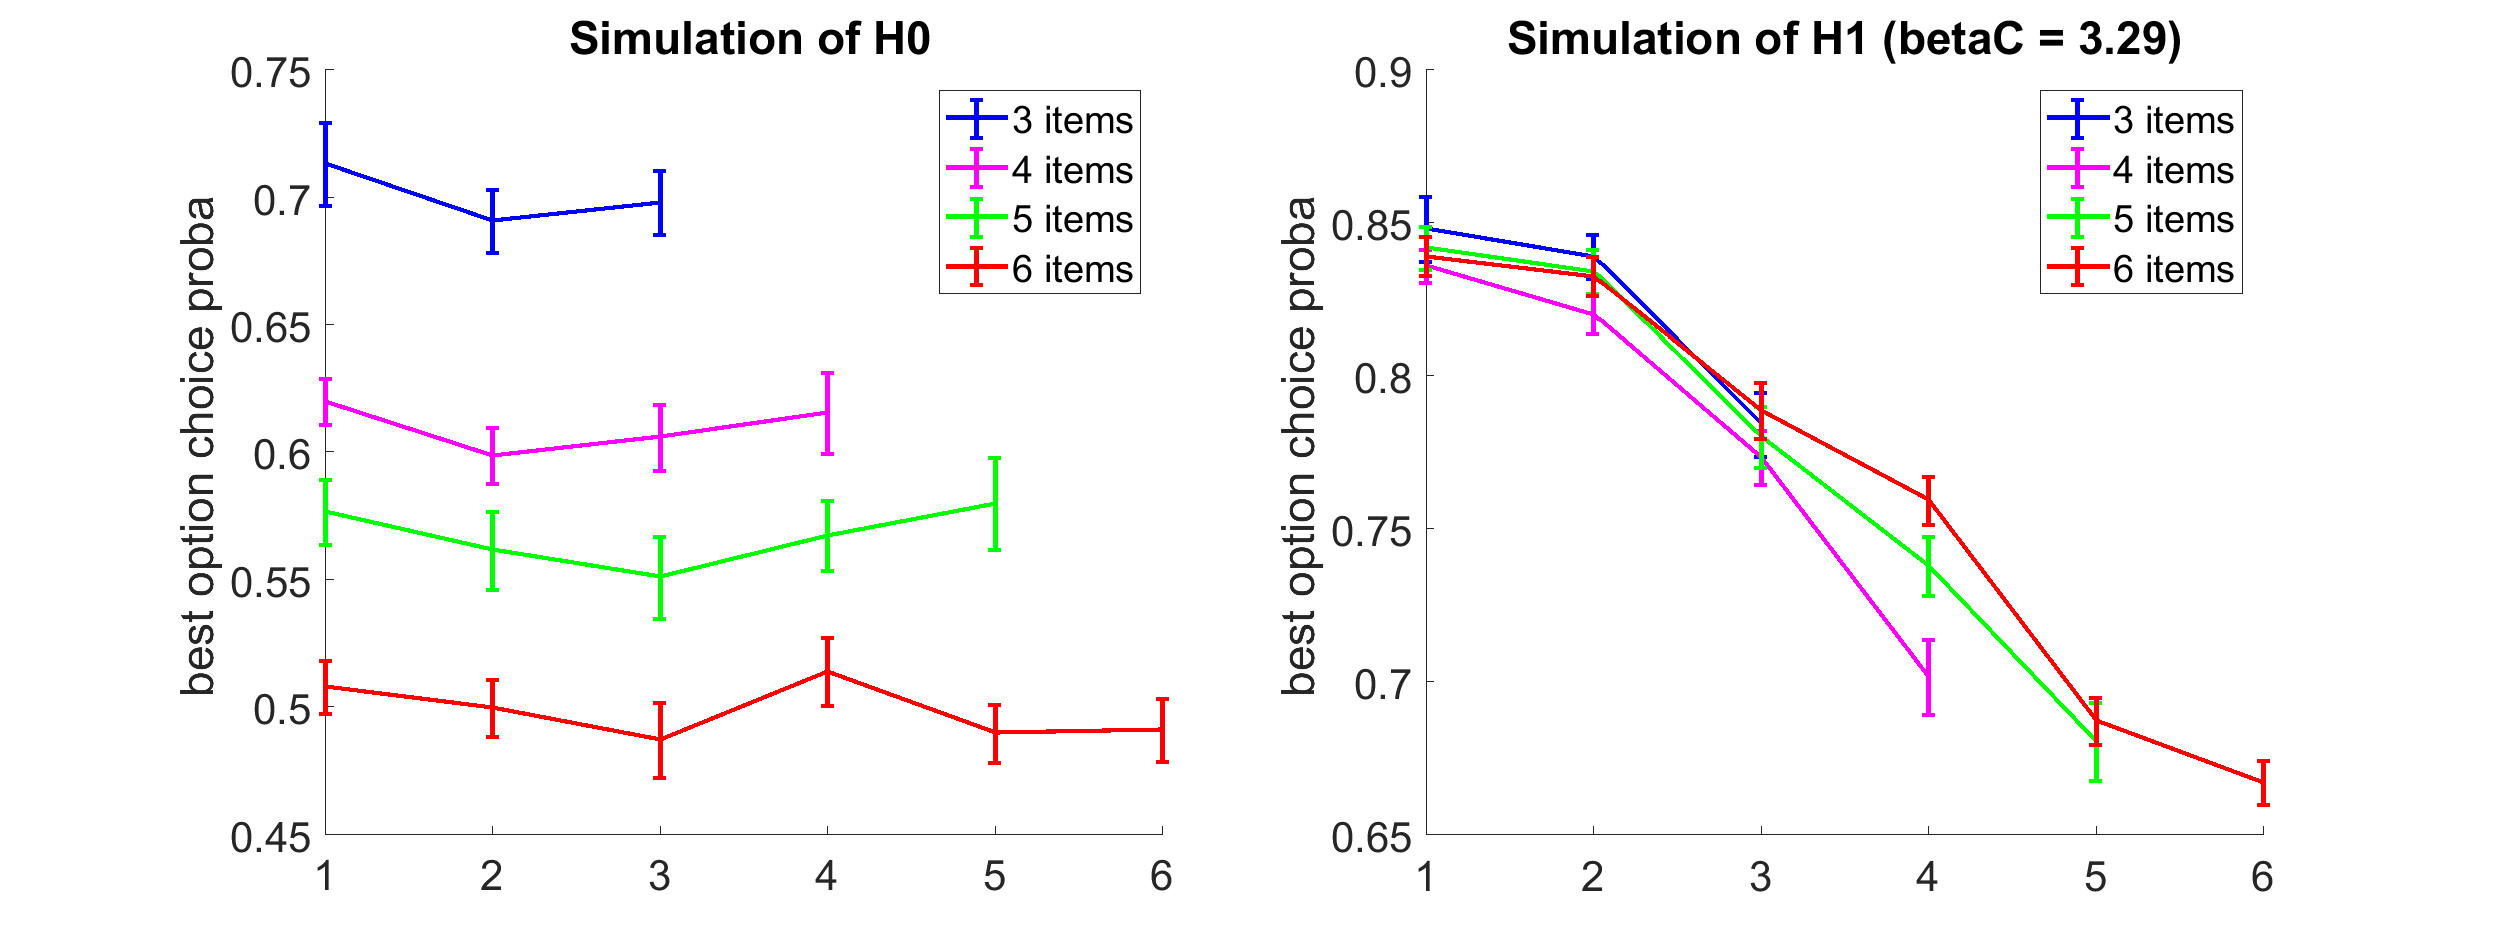 Simulation of H0
0.75
0.7
0.65
0.6
0.55
0.5
0.45
best option choice proba
1 2 3 4 5 6
3 items
4 items
5 items
6 items
Simulation of H1 (betaC = 3.29)
0.9
0.85
0.8
0.75
0.7
0.65
best option choice proba
1 2 3 4 5 6
3 items
4 items
5 items
6 items